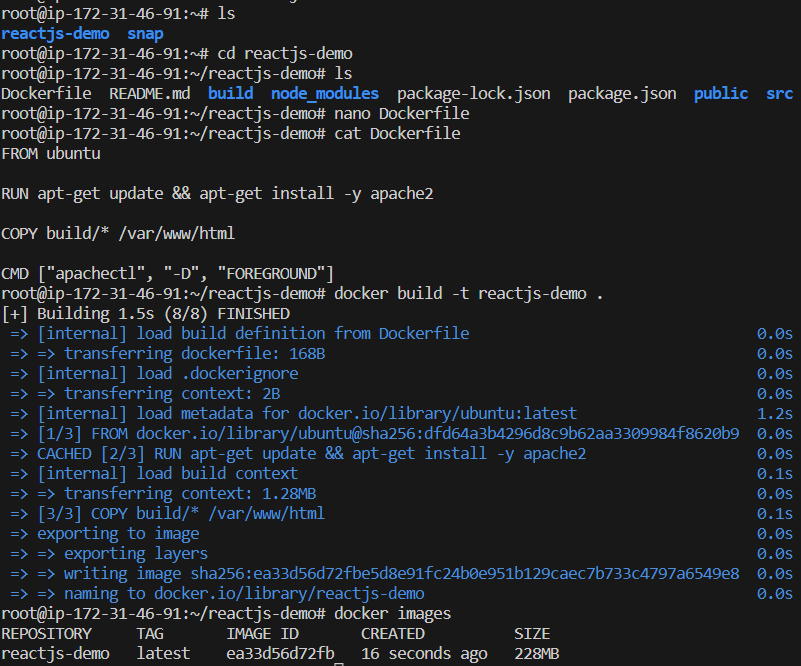 root@ip-172-31-46-91:~# ls
reactjs-demo  snap
root@ip-172-31-46-91:~# cd reactjs-demo
root@ip-172-31-46-91:~/reactjs-demo# ls
Dockerfile  README.md  build  node_modules  package-lock.json  package.json  public  src
root@ip-172-31-46-91:~/reactjs-demo# nano Dockerfile
root@ip-172-31-46-91:~/reactjs-demo# cat Dockerfile
FROM ubuntu

RUN apt-get update && apt-get install -y apache2

COPY build/* /var/www/html

CMD ["apachectl", "-D", "FOREGROUND"]
root@ip-172-31-46-91:~/reactjs-demo# docker build -t reactjs-demo .
[+] Building 1.5s (8/8) FINISHED
=> [internal] load build definition from Dockerfile 0.0s
=> => transferring dockerfile: 168B 0.0s
=> [internal] load .dockerignore 0.0s
=> => transferring context: 2B 0.0s
=> [internal] load metadata for docker.io/library/ubuntu:latest 1.2s
=> [1/3] FROM docker.io/library/ubuntu@sha256:dfd64a3b4296d8c9b62aa3309984f8620b9 0.0s
=> CACHED [2/3] RUN apt-get update && apt-get install -y apache2 0.0s
=> [internal] load build context 0.1s
=> => transferring context: 1.28MB 0.0s
=> [3/3] COPY build/* /var/www/html 0.1s
=> exporting to image 0.0s
=> => exporting layers 0.0s
=> => writing image sha256:ea33d56d72fbe5d8e91fc24b0e951b129caec7b733c4797a6549e8 0.0s
=> => naming to docker.io/library/reactjs-demo 0.0s
root@ip-172-31-46-91:~/reactjs-demo# docker images
REPOSITORY TAG IMAGE ID CREATED SIZE
reactjs-demo latest ea33d56d72fb 16 seconds ago 228MB